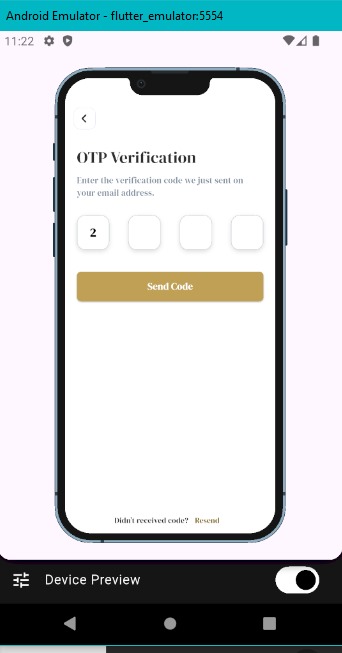 Android Emulator - flutter_emulator:5554
11:22
OTP Verification
Enter the verification code we just sent on
your email address.
2
Send Code
Didn't received code? Resend
Device Preview